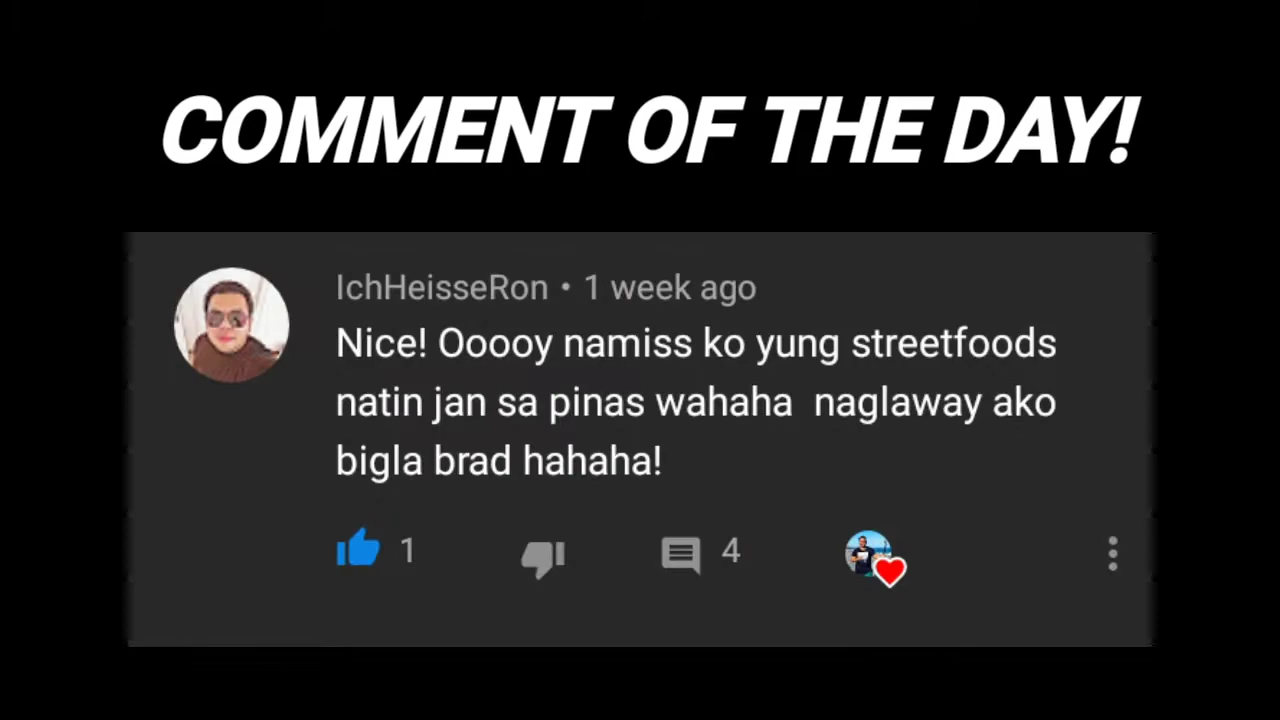 COMMENT OF THE DAY!
IchHeisseRon • 1 week ago
Nice! Ooooy namiss ko yung streetfoods
natin jan sa pinas wahaha  naglaway ako
bigla brad hahaha!
1 4